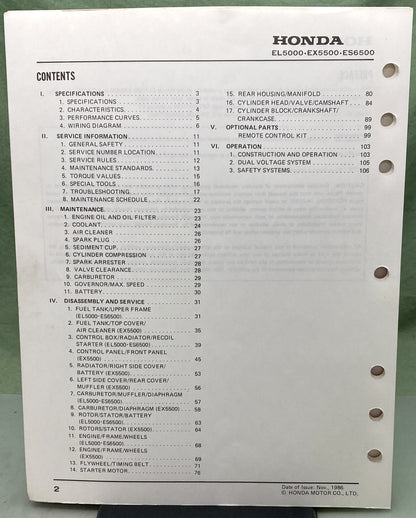 HONDA
EL5000·EX5500·ES6500
CONTENTS
I. SPECIFICATIONS 3
1. SPECIFICATIONS 3
2. CHARACTERISTICS. 4
3. PERFORMANCE CURVES. 5
4. WIRING DIAGRAM 6
II. SERVICE INFORMATION 11
1. GENERAL SAFETY 11
2. SERVICE NUMBER LOCATION 11
3. SERVICE RULES 12
4. MAINTENANCE STANDARDS 13
5. TORQUE VALUES 15
6. SPECIAL TOOLS 16
7. TROUBLESHOOTING 17
8. MAINTENANCE SCHEDULE 22
III. MAINTENANCE 23
1. ENGINE OIL AND OIL FILTER 23
2. COOLANT 24
3. AIR CLEANER 26
4. SPARK PLUG 26
5. SEDIMENT CUP 27
6. CYLINDER COMPRESSION 27
7. SPARK ARRESTER 28
8. VALVE CLEARANCE 28
9. CARBURETOR 29
10. GOVERNOR/MAX. SPEED 29
11. BATTERY 30
IV. DISASSEMBLY AND SERVICE 31
1. FUEL TANK/UPPER FRAME
(EL5000·ES6500) 31
2. FUEL TANK/TOP COVER/
AIR CLEANER (EX5500) 35
3. CONTROL BOX/RADIATOR/RECOIL
STARTER (EL5000·ES6500) 39
4. CONTROL PANEL/FRONT PANEL
(EX5500) 45
5. RADIATOR/RIGHT SIDE COVER/
BATTERY (EX5500) 53
6. LEFT SIDE COVER/REAR COVER/
MUFFLER (EX5500) 56
7. CARBURETOR/MUFFLER/DIAPHRAGM
(EL5000·ES6500) 57
8. CARBURETOR/DIAPHRAGM (EX5500) 58
9. ROTOR/STATOR/BATTERY
(EL5000·ES6500) 63
10. ROTORS/STATOR (EX5500) 64
11. ENGINE/FRAME/WHEELS
(EL5000·ES6500) 68
12. ENGINE/FRAME/WHEELS
(EX5500) 69
13. FLYWHEEL/TIMING BELT 71
14. STARTER MOTOR 76
15. REAR HOUSING/MANIFOLD 80
16. CYLINDER HEAD/VALVE/CAMSHAFT 84
17. CYLINDER BLOCK/CRANKSHAFT/
CRANKCASE 89
V. OPTIONAL PARTS 99
REMOTE CONTROL KIT 99
VI. OPERATION 103
1. CONSTRUCTION AND OPERATION 103
2. DUAL VOLTAGE SYSTEM 105
3. SAFETY SYSTEMS 106
2
Date of Issue: Nov., 1986
© HONDA MOTOR CO., LTD.